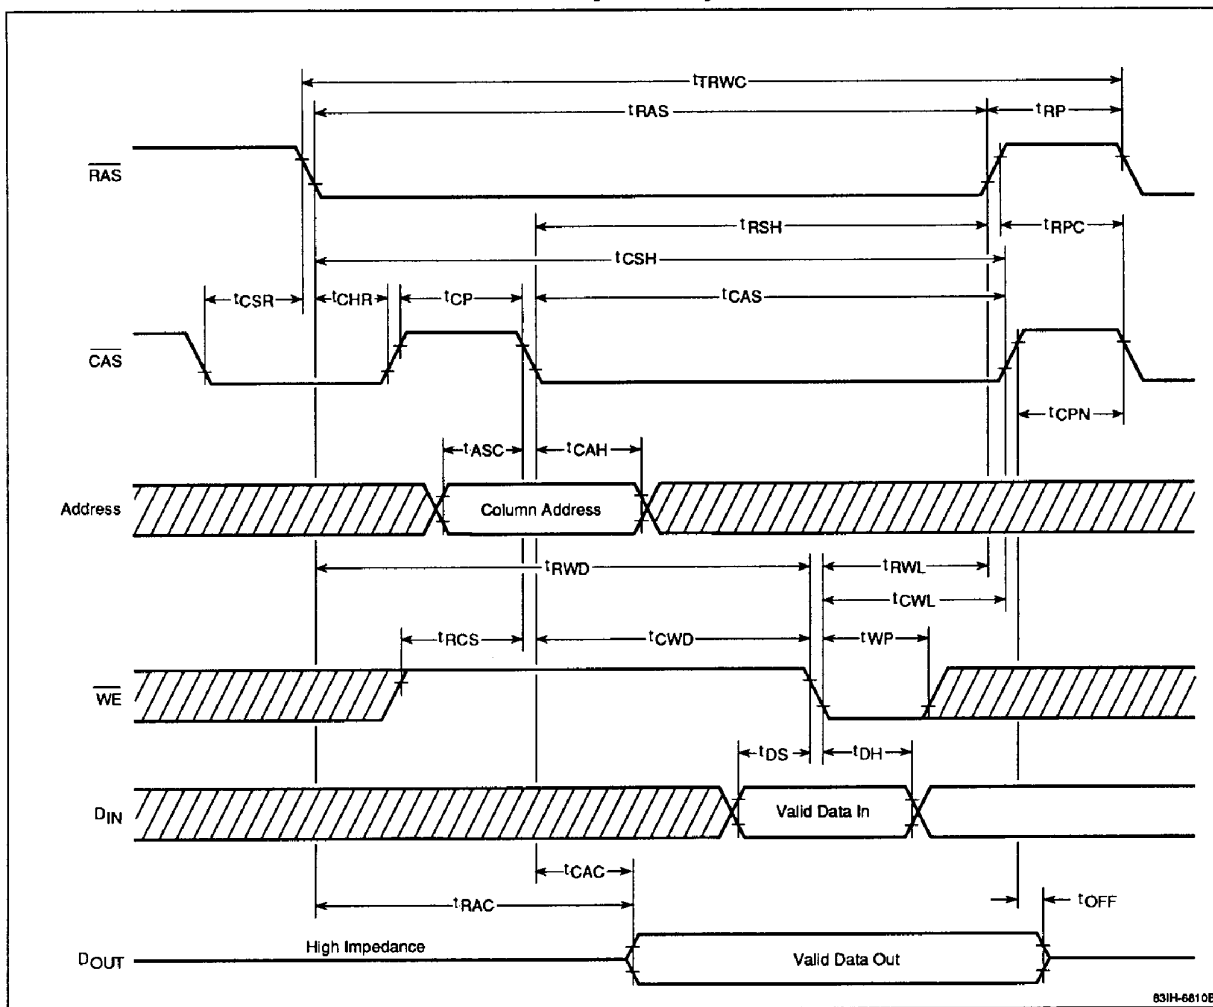 tTRWC
tRAS
tRP
RAS
tRSH
tRPC
tCSH
tCSR
tCHR
tCP
tCAS
CAS
tCPN
tASC
tCAH
Address
Column Address
tRWD
tRWL
tCWL
tRCS
tCWD
tWP
WE
tDS
tDH
DIN
Valid Data In
tCAC
tRAC
tOFF
High Impedance
DOUT
Valid Data Out
83IH-6810B